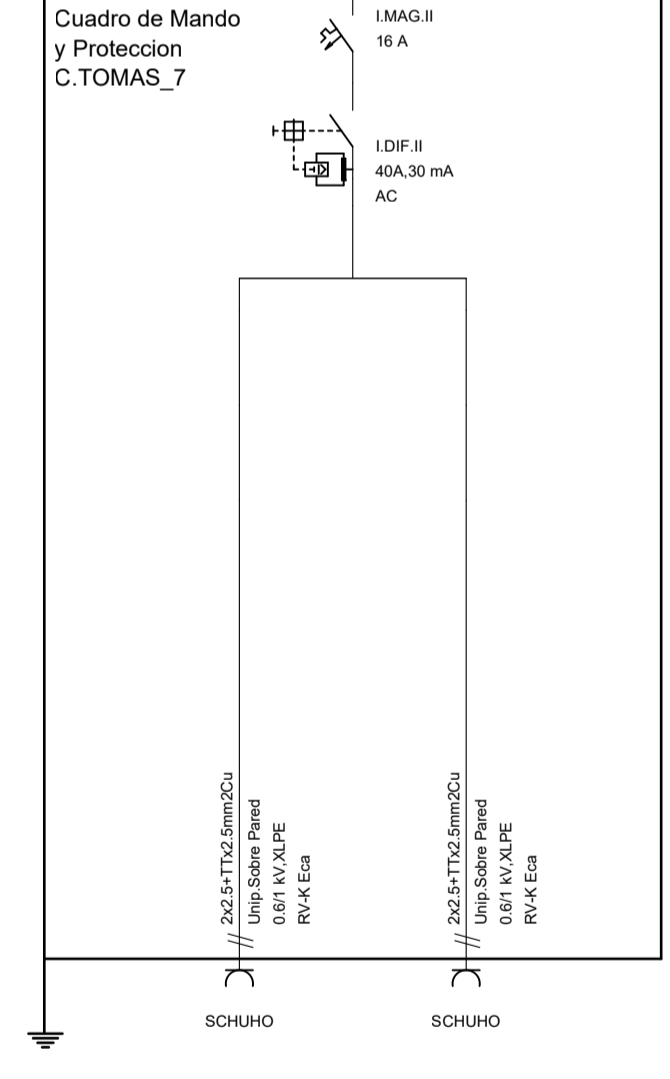 Cuadro de Mando
y Proteccion
C.TOMAS_7
I.MAG.II
16 A
I.DIF.II
40A,30 mA
AC
2x2.5+TTx2.5mm2Cu
Unip.Sobre Pared
0.6/1 kV,XLPE
RV-K Eca
2x2.5+TTx2.5mm2Cu
Unip.Sobre Pared
0.6/1 kV,XLPE
RV-K Eca
SCHUHO
SCHUHO